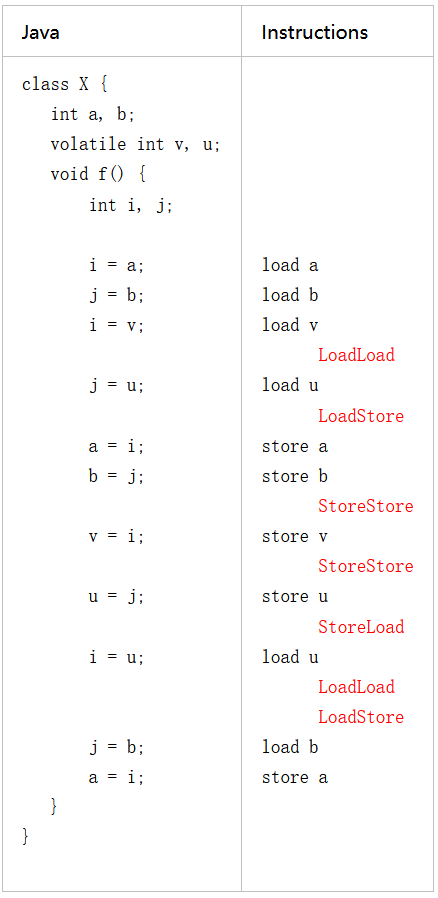 Java Instructions
class X {
int a, b;
volatile int v, u;
void f() {
int i, j;
i = a; load a
j = b; load b
i = v; load v
LoadLoad
j = u; load u
LoadStore
a = i; store a
b = j; store b
StoreStore
v = i; store v
StoreStore
u = j; store u
StoreLoad
i = u; load u
LoadLoad
LoadStore
j = b; load b
a = i; store a
}
}